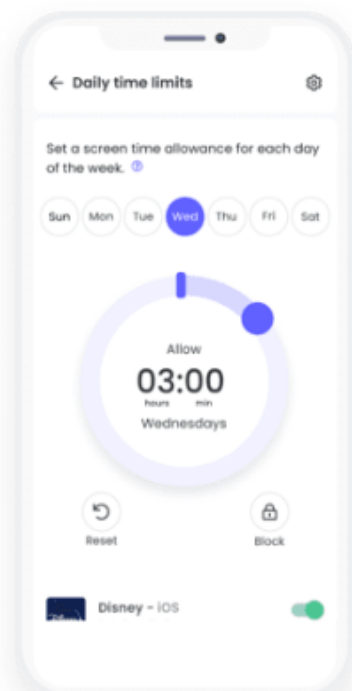 ← Daily time limits
Set a screen time allowance for each day
of the week.
Sun Mon Tue Wed Thu Fri Sat
Allow
03:00
hours min
Wednesdays
Reset Block
Disney - iOS